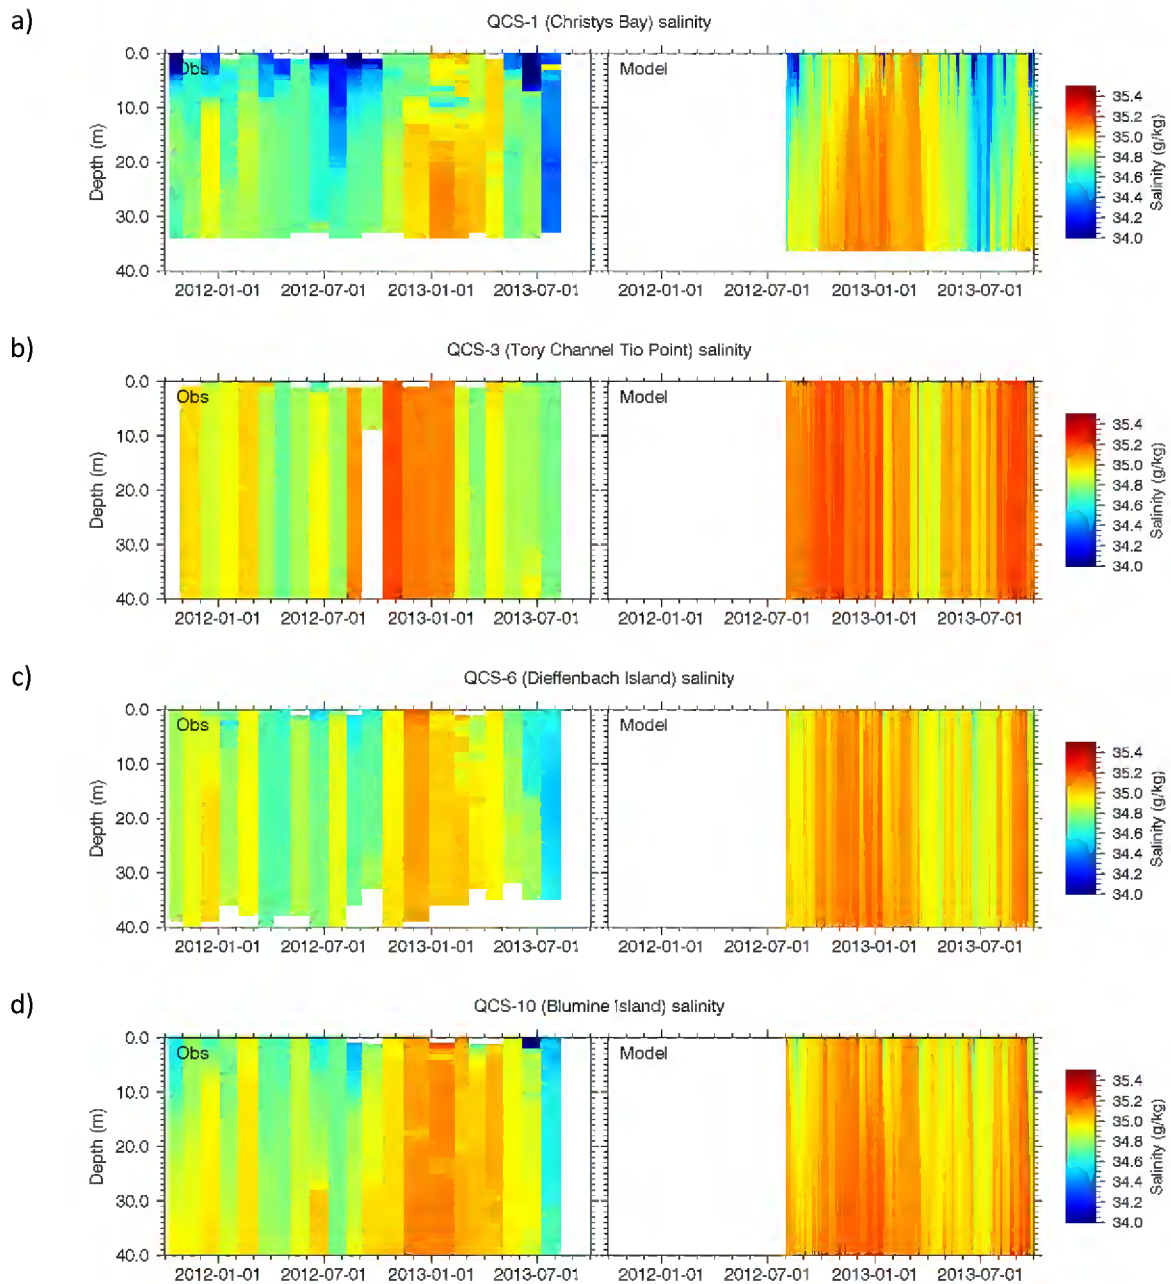 a)
QCS-1 (Christys Bay) salinity
Obs
Model
0.0
10.0
20.0
30.0
40.0
Depth (m)
2012-01-01 2012-07-01 2013-01-01 2013-07-01
2012-01-01 2012-07-01 2013-01-01 2013-07-01
35.4
35.2
35.0
34.8
34.6
34.4
34.2
34.0
Salinity (g/kg)
b)
QCS-3 (Tory Channel Tio Point) salinity
Obs
Model
0.0
10.0
20.0
30.0
40.0
Depth (m)
2012-01-01 2012-07-01 2013-01-01 2013-07-01
2012-01-01 2012-07-01 2013-01-01 2013-07-01
35.4
35.2
35.0
34.8
34.6
34.4
34.2
34.0
Salinity (g/kg)
c)
QCS-6 (Dieffenbach Island) salinity
Obs
Model
0.0
10.0
20.0
30.0
40.0
Depth (m)
2012-01-01 2012-07-01 2013-01-01 2013-07-01
2012-01-01 2012-07-01 2013-01-01 2013-07-01
35.4
35.2
35.0
34.8
34.6
34.4
34.2
34.0
Salinity (g/kg)
d)
QCS-10 (Blumine Island) salinity
Obs
Model
0.0
10.0
20.0
30.0
40.0
Depth (m)
2012-01-01 2012-07-01 2013-01-01 2013-07-01
2012-01-01 2012-07-01 2013-01-01 2013-07-01
35.4
35.2
35.0
34.8
34.6
34.4
34.2
34.0
Salinity (g/kg)